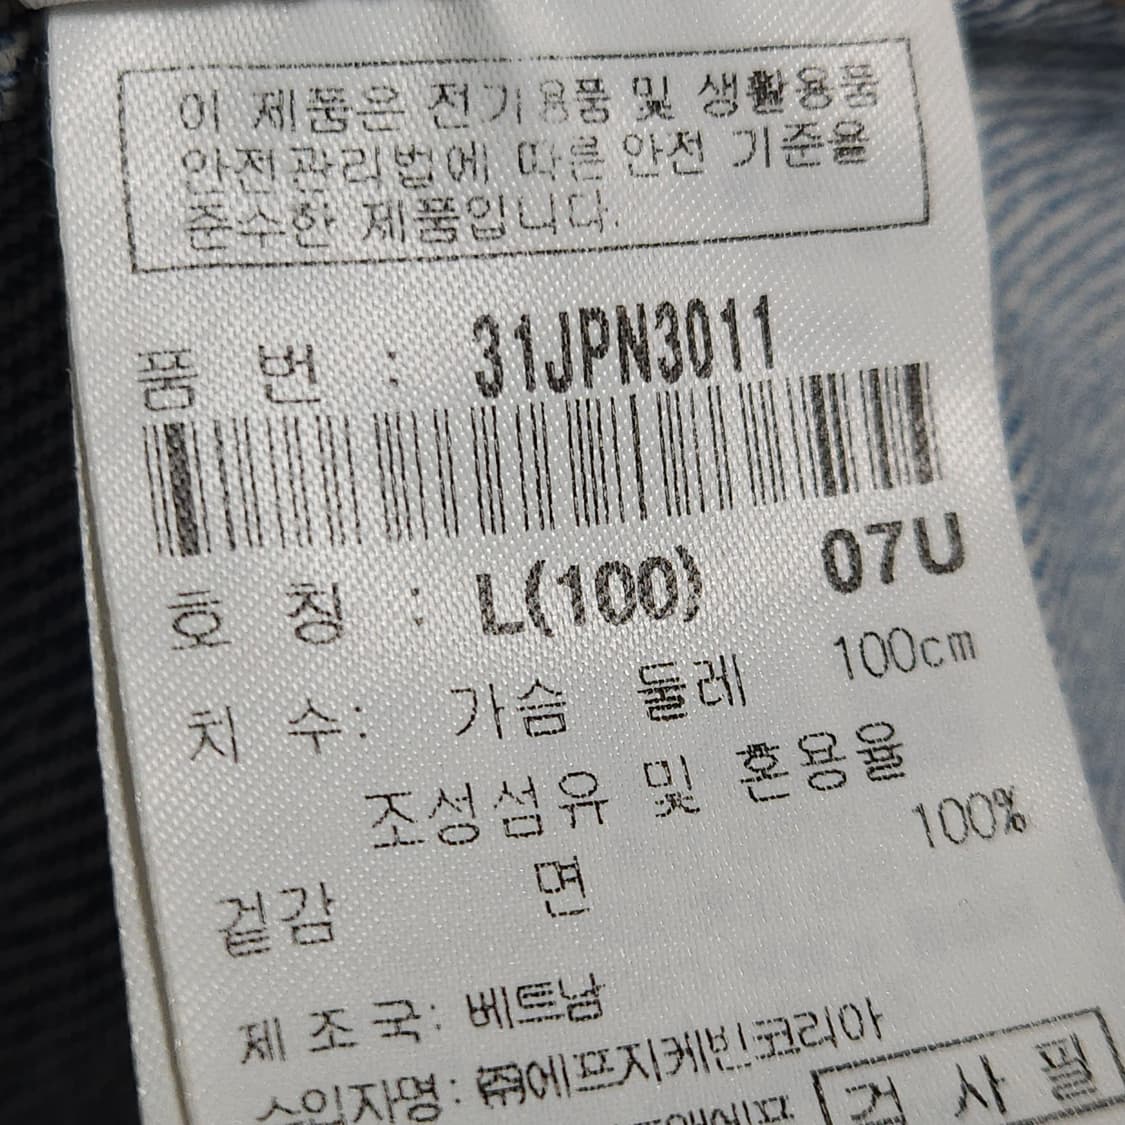 이 제품은 전기용품 및 생활용품
안전관리법에 따른 안전 기준을
준수한 제품입니다.
품 번 : 31JPN3011
호 칭 : L(100) 07U
치 수: 가슴 둘레 100cm
조성섬유 및 혼용율
겉감 면 100%
제 조 국: 베트남
수입자명: ㈜에프지케빈코리아
검 사 필